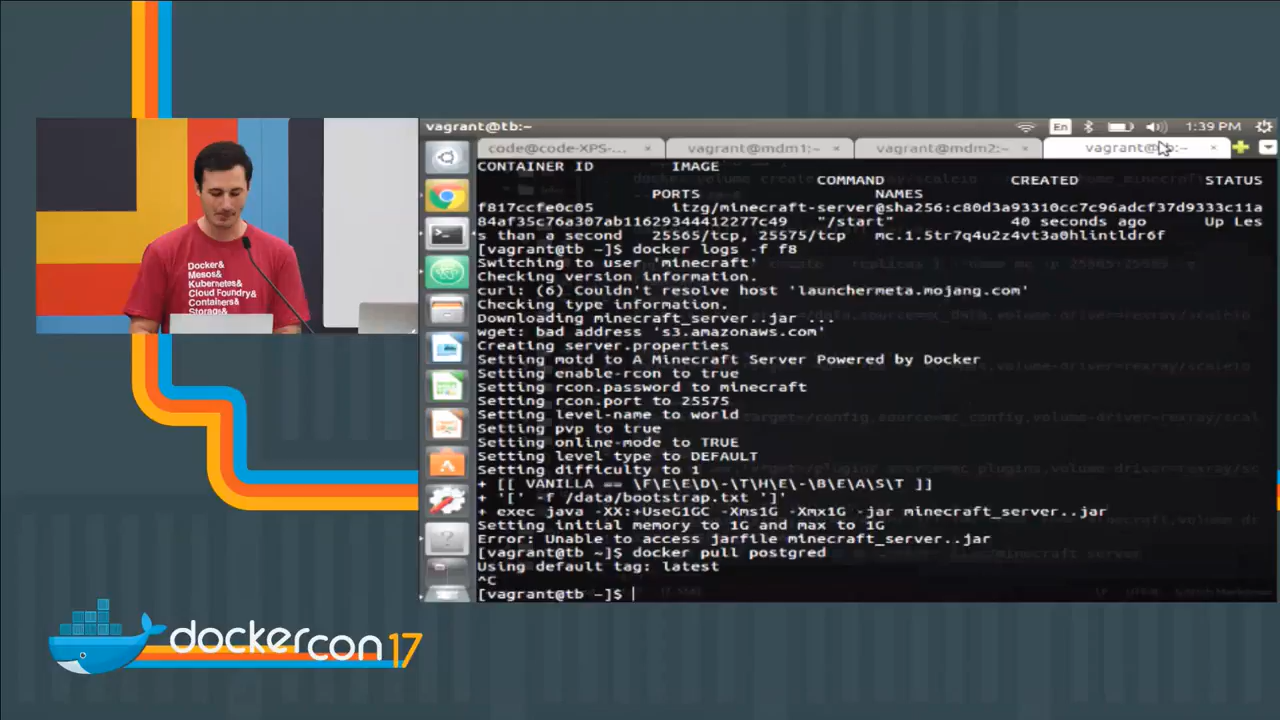 vagrant@tb:~
En
1:39 PM
code@code-XPS-...
vagrant@mdm1:~
vagrant@mdm2:~
vagrant@tb:~
CONTAINER ID IMAGE
COMMAND CREATED STATUS
PORTS NAMES
f817ccfe0c05 itzg/minecraft-server@sha256:c80d3a93310cc7c96adcf37d9333c11a
84af35c76a307ab11629344412277c49 "/start" 40 seconds ago Up Les
s than a second 25565/tcp, 25575/tcp mc.1.5tr7q4u2z4vt3a0hlintldr6f
[vagrant@tb ~]$ docker logs -f f8
Switching to user 'minecraft'
Checking version information.
curl: (6) Couldn't resolve host 'launchermeta.mojang.com'
Checking type information.
Downloading minecraft_server..jar ...
wget: bad address 's3.amazonaws.com'
Creating server.properties
Setting motd to A Minecraft Server Powered by Docker
Setting enable-rcon to true
Setting rcon.password to minecraft
Setting rcon.port to 25575
Setting level-name to world
Setting pvp to true
Setting online-mode to TRUE
Setting level type to DEFAULT
Setting difficulty to 1
+ [[ VANILLA == \F\E\E\D\-\T\H\E\-\B\E\A\S\T ]]
+ '[' -f /data/bootstrap.txt ']'
+ exec java -XX:+UseG1GC -Xms1G -Xmx1G -jar minecraft_server..jar
Setting initial memory to 1G and max to 1G
Error: Unable to access jarfile minecraft_server..jar
[vagrant@tb ~]$ docker pull postgred
Using default tag: latest
^C
[vagrant@tb ~]$
Docker&
Mesos&
Kubernetes&
Cloud Foundry&
Containers&
Storage&
dockercon 17